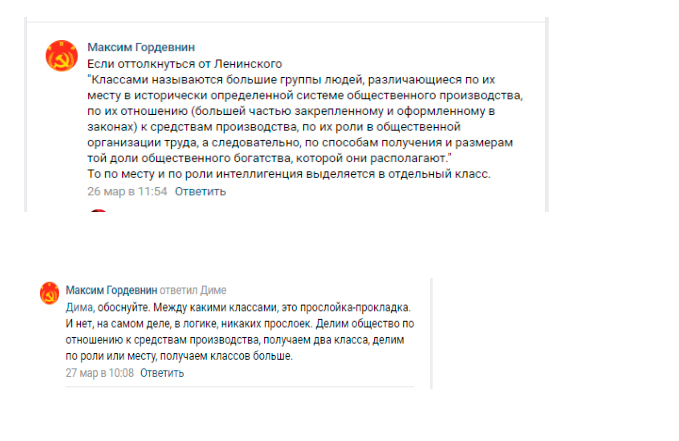 Максим Гордевнин
Если оттолкнуться от Ленинского
"Классами называются большие группы людей, различающиеся по их
месту в исторически определенной системе общественного производства,
по их отношению (большей частью закрепленному и оформленному в
законах) к средствам производства, по их роли в общественной
организации труда, а следовательно, по способам получения и размерам
той доли общественного богатства, которой они располагают."
То по месту и по роли интеллигенция выделяется в отдельный класс.
26 мар в 11:54 Ответить
Максим Гордевнин ответил Диме
Дима, обоснуйте. Между какими классами, это прослойка-прокладка.
И нет, на самом деле, в логике, никаких прослоек. Делим общество по
отношению к средствам производства, получаем два класса, делим
по роли или месту, получаем классов больше.
27 мар в 10:08 Ответить